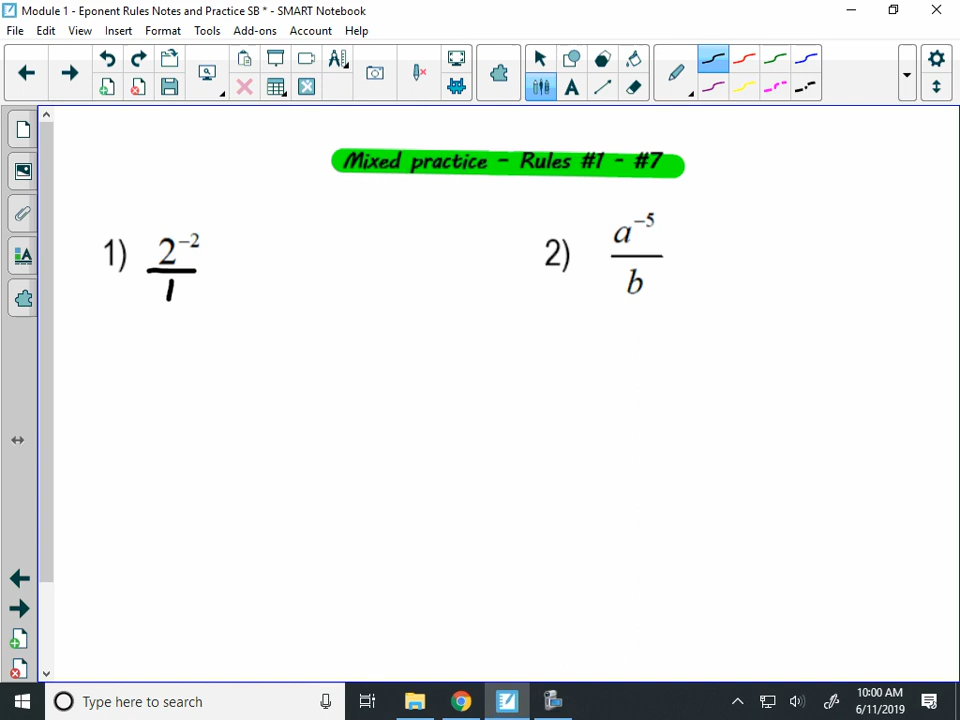 Module 1 - Eponent Rules Notes and Practice SB * - SMART Notebook
File Edit View Insert Format Tools Add-ons Account Help
Mixed practice - Rules #1 - #7
1) 2⁻²
1
2) a⁻⁵
b
Type here to search
10:00 AM
6/11/2019